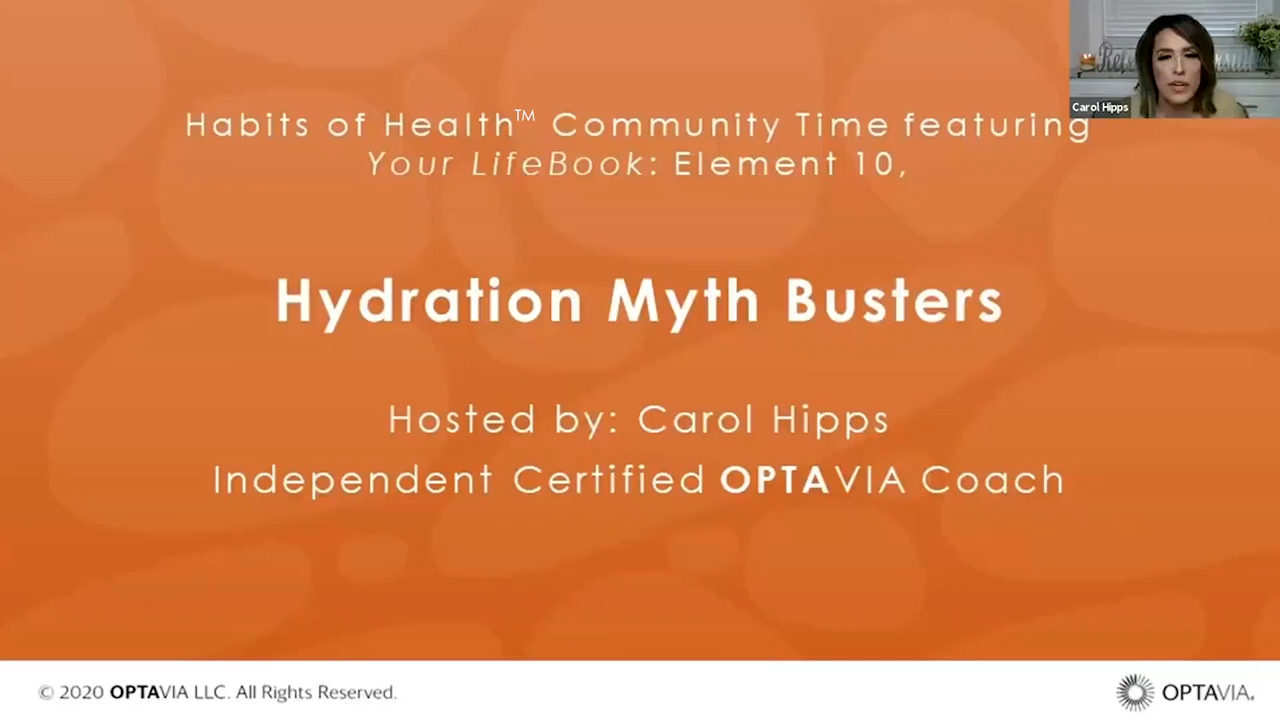 Habits of Health™ Community Time featuring
Your LifeBook: Element 10,
Hydration Myth Busters
Hosted by: Carol Hipps
Independent Certified OPTAVIA Coach
Carol Hipps
© 2020 OPTAVIA LLC. All Rights Reserved.
OPTAVIA.